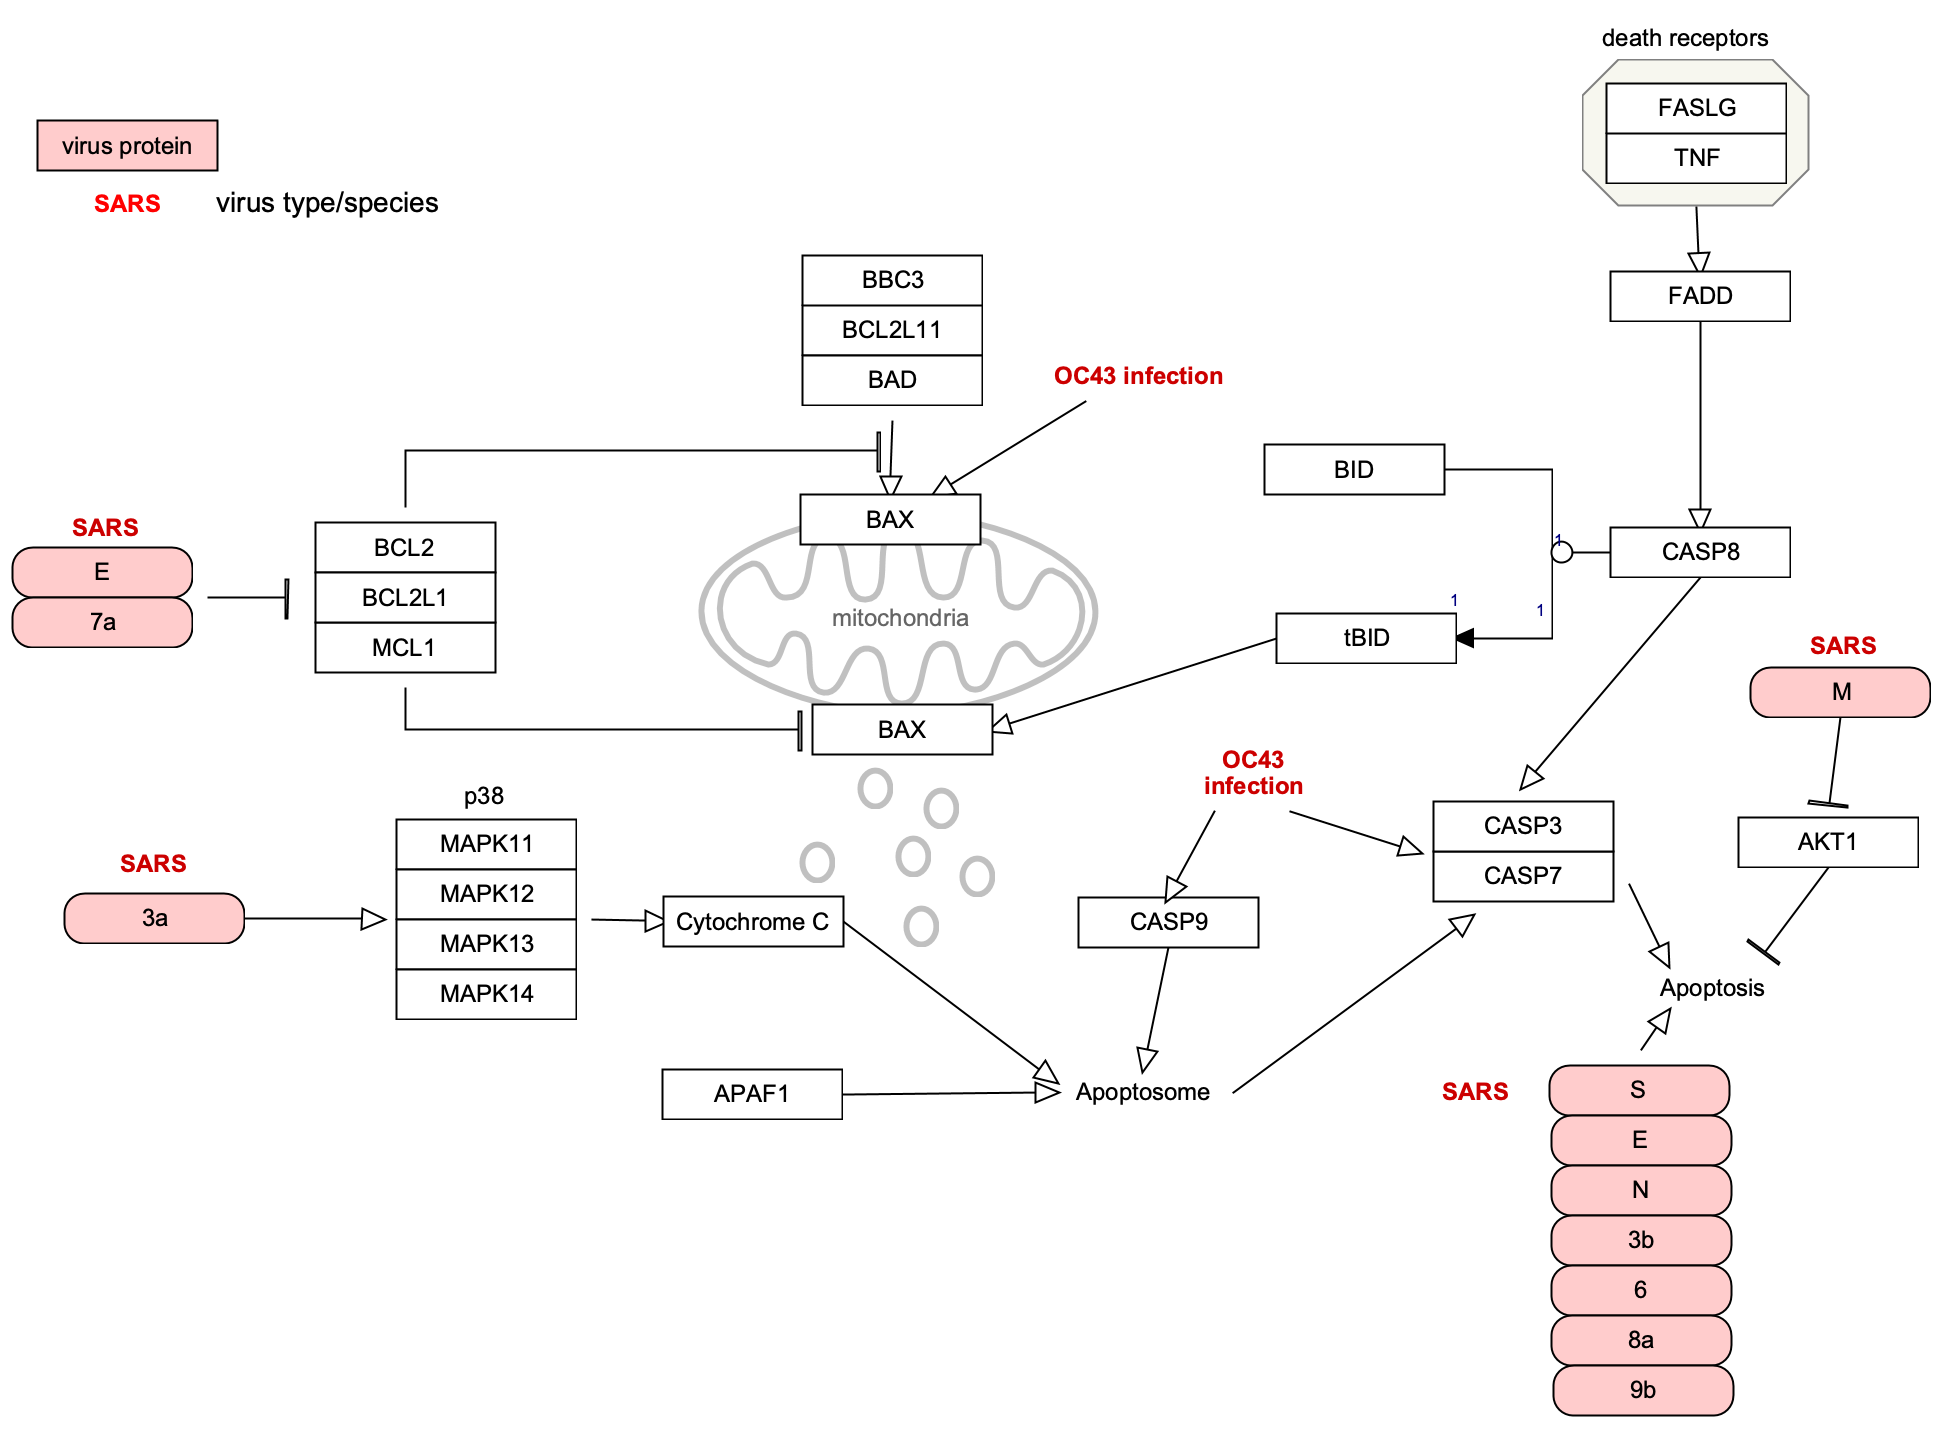 death receptors
FASLG
TNF
virus protein
SARS virus type/species
FADD
BBC3
BCL2L11
BAD
OC43 infection
BID
BAX
SARS
E
7a
BCL2
BCL2L1
MCL1
1
CASP8
mitochondria
1
1
tBID
SARS
M
BAX
OC43
infection
p38
MAPK11
MAPK12
MAPK13
MAPK14
SARS
3a
Cytochrome C
CASP9
CASP3
CASP7
AKT1
Apoptosis
APAF1
Apoptosome
SARS
S
E
N
3b
6
8a
9b